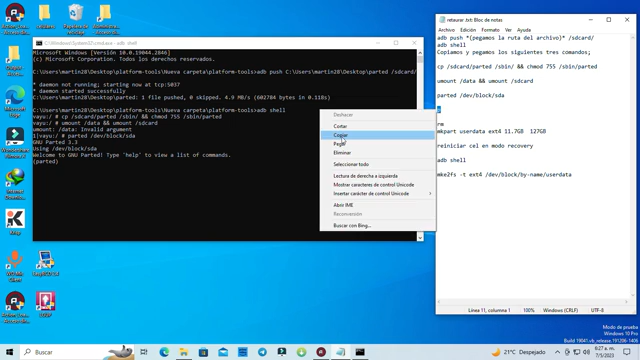 C:\Windows\System32\cmd.exe - adb shell
Microsoft Windows [Versión 10.0.19044.2846]
(c) Microsoft Corporation. Todos los derechos reservados.
C:\Users\martin28\Downloads\platform-tools\Nueva carpeta\platform-tools>adb push C:\Users\martin28\Downloads\parted /sdcard/
* daemon not running; starting now at tcp:5037
* daemon started successfully
C:\Users\martin28\Downloads\parted: 1 file pushed, 0 skipped. 4.9 MB/s (602784 bytes in 0.118s)
C:\Users\martin28\Downloads\platform-tools\Nueva carpeta\platform-tools>adb shell
vayu:/ # cp /sdcard/parted /sbin/ && chmod 755 /sbin/parted
vayu:/ # umount /data && umount /sdcard
umount: /data: Invalid argument
1|vayu:/ # parted /dev/block/sda
GNU Parted 3.3
Using /dev/block/sda
Welcome to GNU Parted! Type 'help' to view a list of commands.
(parted)
Deshacer
Cortar
Copiar
Pegar
Eliminar
Seleccionar todo
Lectura de derecha a izquierda
Mostrar caracteres de control Unicode
Insertar carácter de control Unicode
Abrir IME
Reconversión
Buscar con Bing...
Bloc de notas
Archivo Edición Formato Ver Ayuda
adb push *(pegamos la ruta del archivo)* /sdcard/
adb shell
Copiamos y pegamos los siguientes tres comandos;
cp /sdcard/parted /sbin/ && chmod 755 /sbin/parted
umount /data && umount /sdcard
parted /dev/block/sda
p
rm
mkpart userdata ext4 11.7GB 127GB
reiniciar cel en modo recovery
adb shell
mke2fs -t ext4 /dev/block/by-name/userdata
Línea 11, columna 1
100%
Windows (CRLF)
UTF-8
Papelera de reciclaje
Internet Download
Modo de prueba
Windows 10 Pro
Buscar
21°C Despejado
6:27 a. m.
7/5/2023